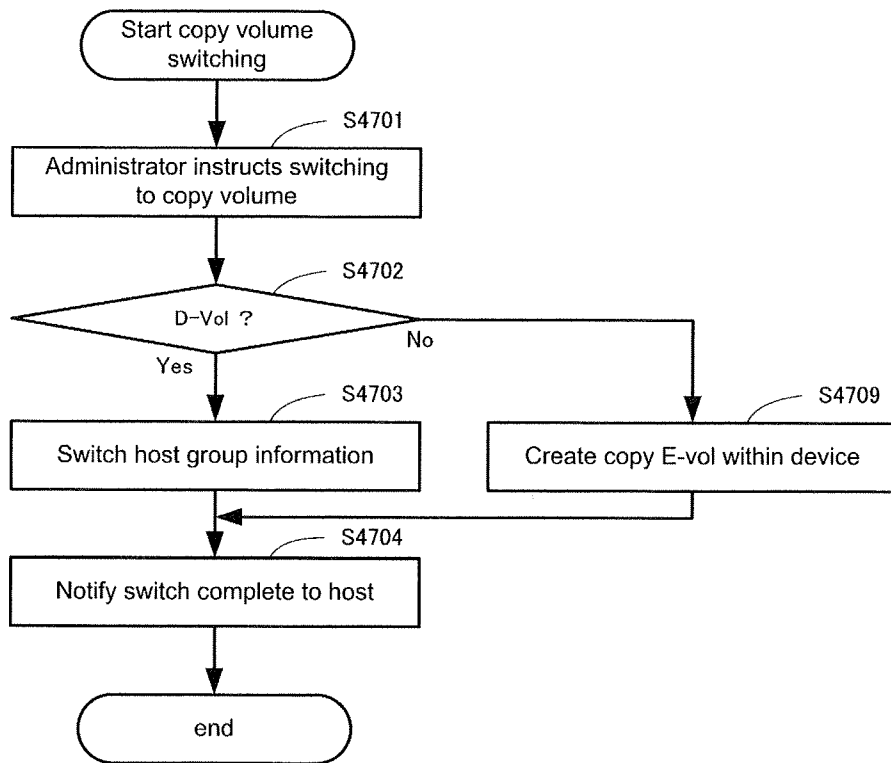 Start copy volume
switching
S4701
Administrator instructs switching
to copy volume
S4702
D-Vol ?
No
Yes
S4703
S4709
Switch host group information
Create copy E-vol within device
S4704
Notify switch complete to host
end